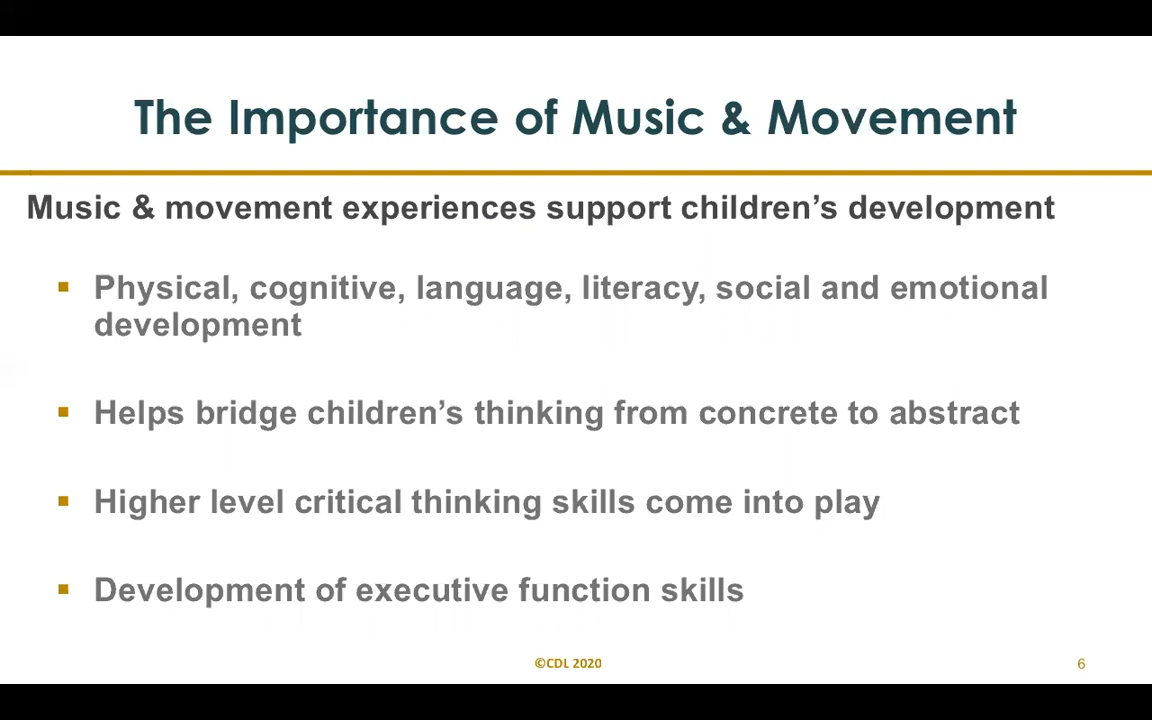 The Importance of Music & Movement
Music & movement experiences support children’s development
▪ Physical, cognitive, language, literacy, social and emotional
development
▪ Helps bridge children’s thinking from concrete to abstract
▪ Higher level critical thinking skills come into play
▪ Development of executive function skills
©CDL 2020
6